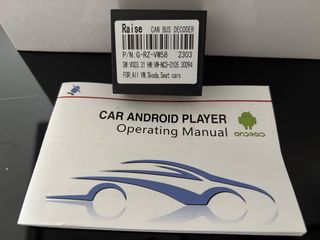 Raise CAN BUS DECODER
P/N:G-RZ-VW58 2303
SW:V003.31 HW:VW-NC3-0105 30094
FOR:All VW,Skoda,Seat cars
CAR ANDROID PLAYER
Operating Manual
ANDROID